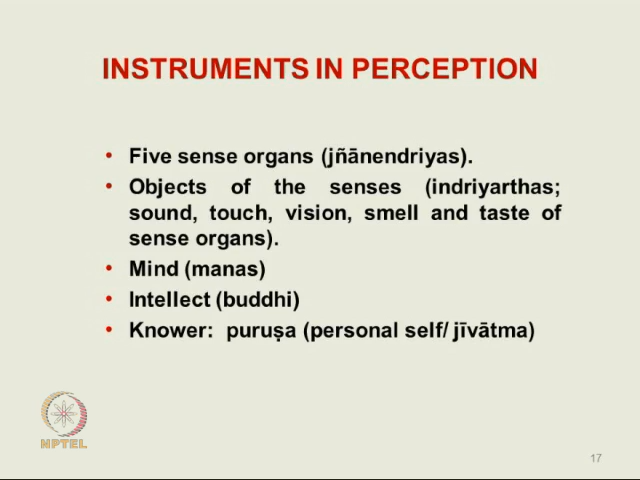 INSTRUMENTS IN PERCEPTION
• Five sense organs (jñānendriyas).
• Objects of the senses (indriyarthas;
sound, touch, vision, smell and taste of
sense organs).
• Mind (manas)
• Intellect (buddhi)
• Knower: puruṣa (personal self/ jīvātma)
NPTEL
17